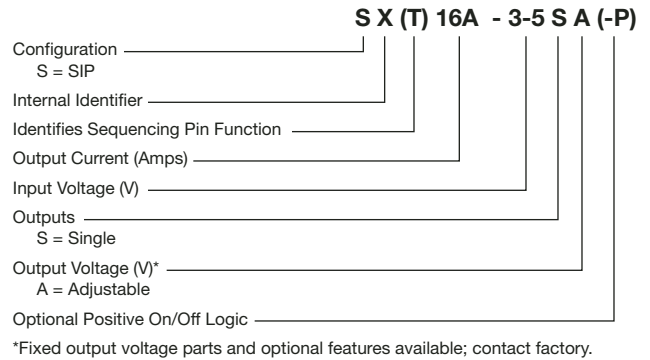 S X (T) 16A - 3-5 S A (-P)
Configuration
S = SIP
Internal Identifier
Identifies Sequencing Pin Function
Output Current (Amps)
Input Voltage (V)
Outputs
S = Single
Output Voltage (V)*
A = Adjustable
Optional Positive On/Off Logic
*Fixed output voltage parts and optional features available; contact factory.